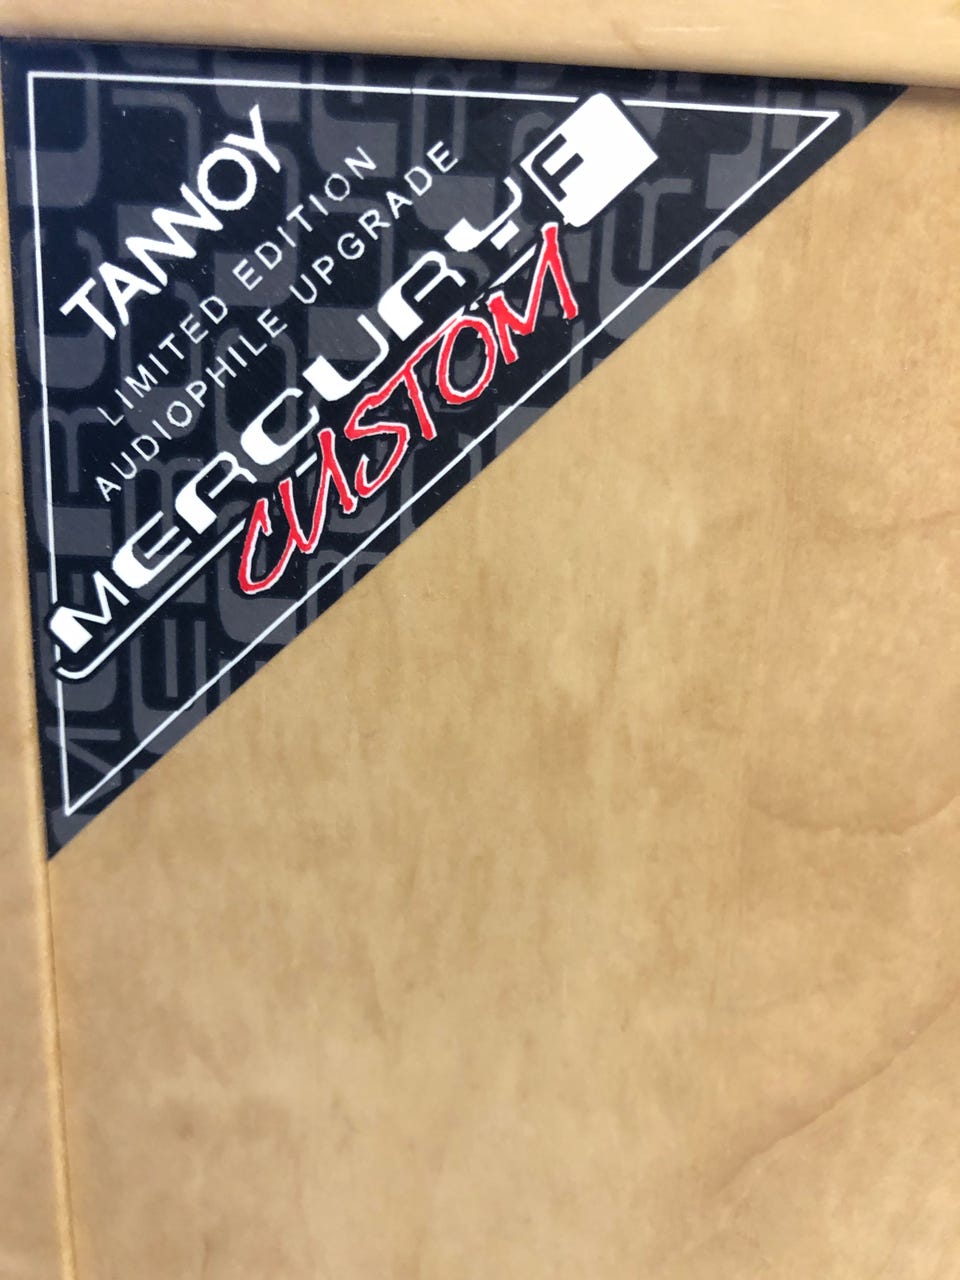 TANNOY
LIMITED EDITION
AUDIOPHILE UPGRADE
MERCURY F
CUSTOM